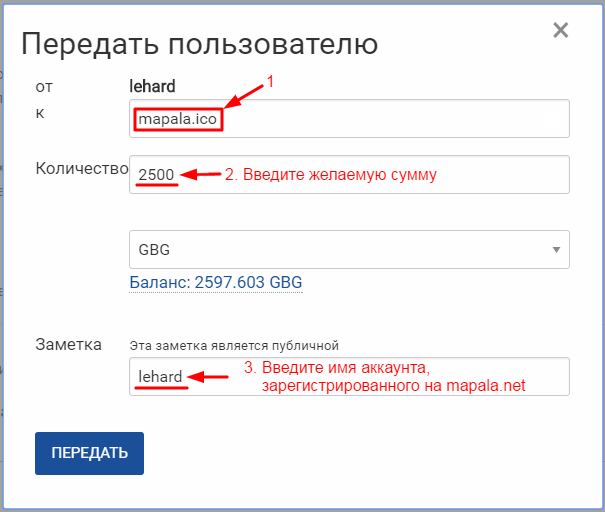 Передать пользователю
×
от lehard
1
к mapala.ico
Количество 2500 2. Введите желаемую сумму
GBG
Баланс: 2597.603 GBG
Заметка Эта заметка является публичной
lehard 3. Введите имя аккаунта,
зарегистрированного на mapala.net
ПЕРЕДАТЬ